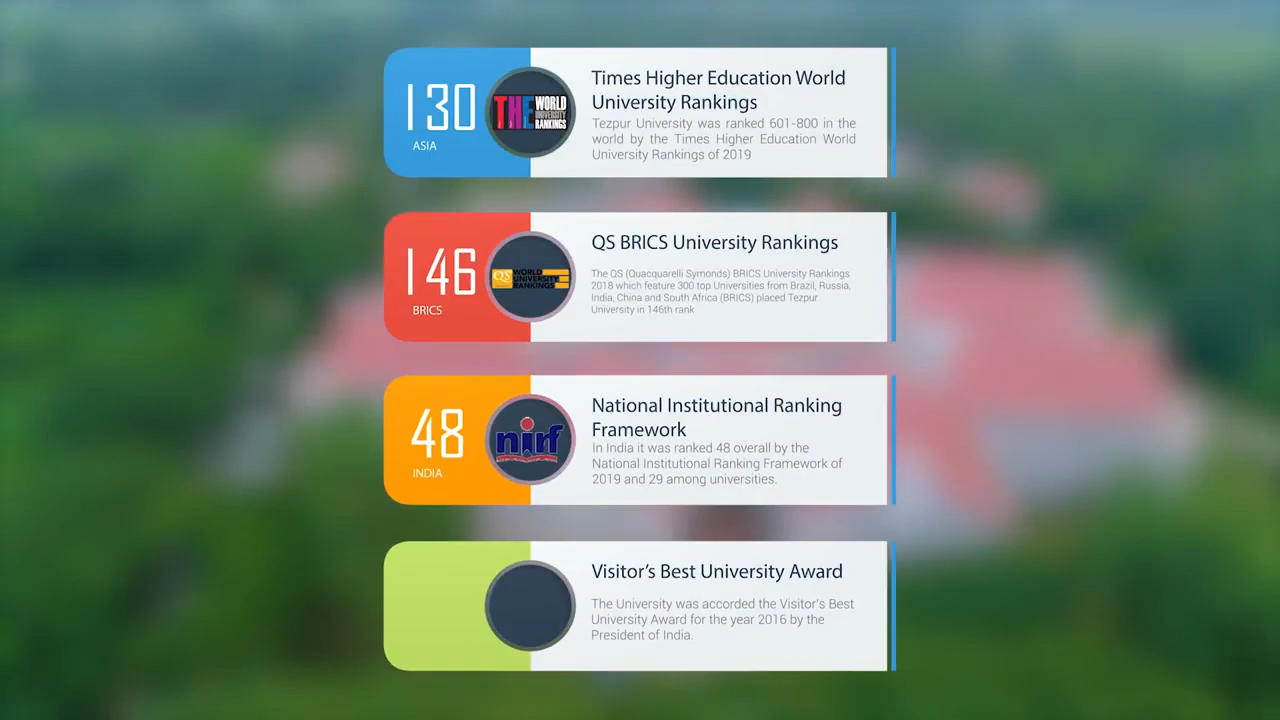 130
ASIA
THE WORLD
UNIVERSITY
RANKINGS
Times Higher Education World
University Rankings
Tezpur University was ranked 601-800 in the
world by the Times Higher Education World
University Rankings of 2019
146
BRICS
QS WORLD
UNIVERSITY
RANKINGS
QS BRICS University Rankings
The QS (Quacquarelli Symonds) BRICS University Rankings
2018 which feature 300 top Universities from Brazil, Russia,
India, China and South Africa (BRICS) placed Tezpur
University in 146th rank
48
INDIA
nirf
National Institutional Ranking
Framework
In India it was ranked 48 overall by the
National Institutional Ranking Framework of
2019 and 29 among universities.
Visitor's Best University Award
The University was accorded the Visitor's Best
University Award for the year 2016 by the
President of India.